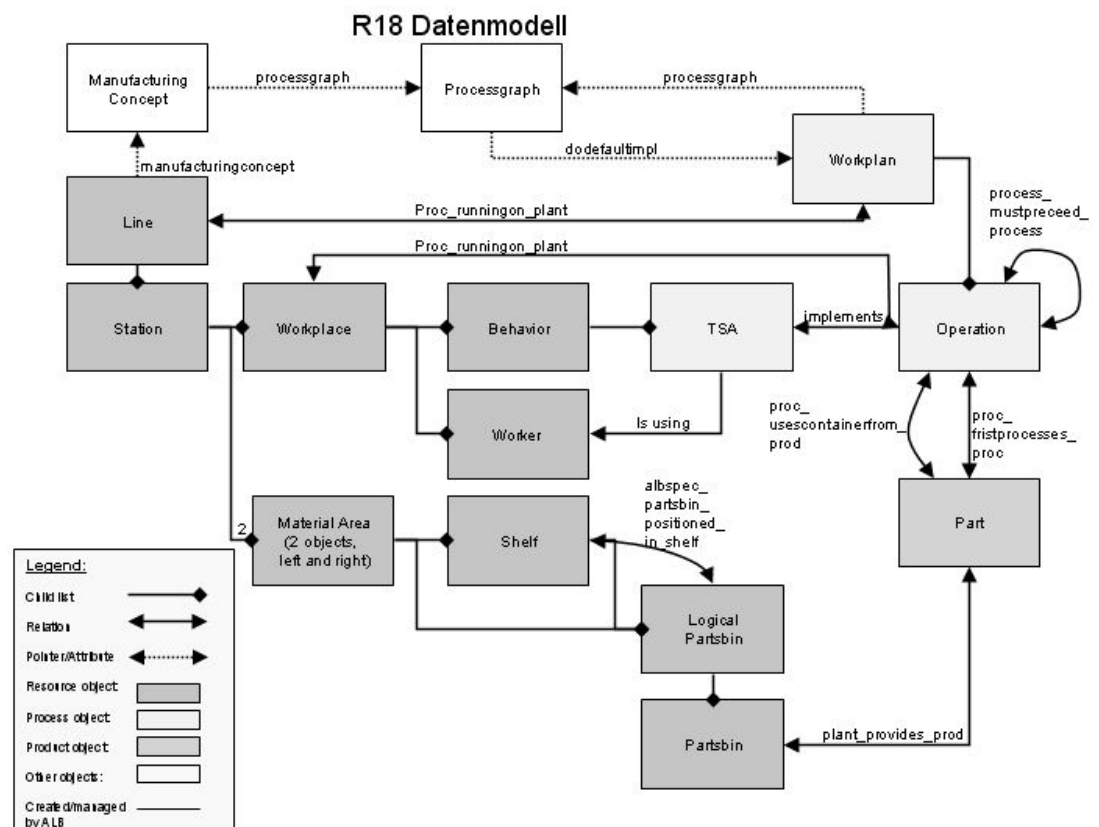 R18 Datenmodell
Manufacturing
Concept
processgraph
Processgraph
processgraph
dodefaultimpl
Workplan
manufacturingconcept
Line
Proc_runningon_plant
process_
mustpreceed_
process
Proc_runningon_plant
Station
Workplace
Behavior
TSA
implements
Operation
Worker
Is using
proc_
usescontainerfrom_
prod
proc_
fristprocesses_
proc
albspec_
partsbin_
positioned_
in_shelf
2
Material Area
(2 objects,
left and right)
Shelf
Part
Logical
Partsbin
Partsbin
plant_provides_prod
Legend:
Child list
Relation
Pointer/Attribute
Resource object:
Process object:
Product object:
Other objects:
Created/managed
by ALB